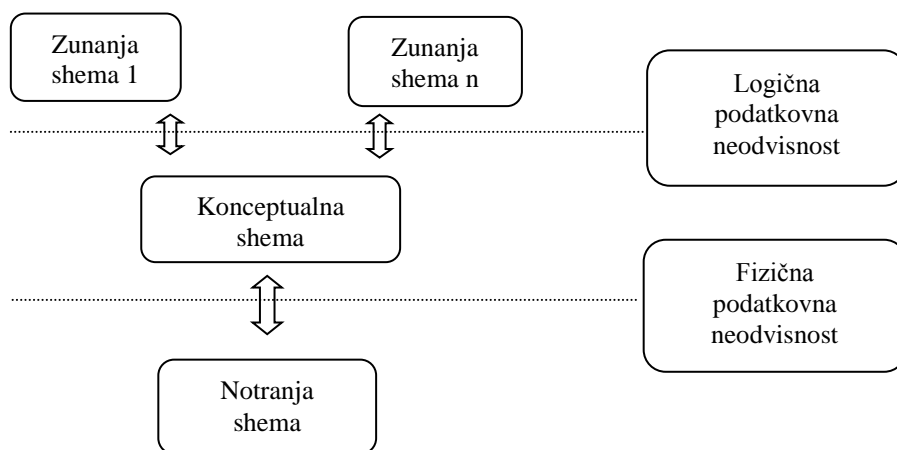 Zunanja
shema 1
Zunanja
shema n
Logična
podatkovna
neodvisnost
Konceptualna
shema
Fizična
podatkovna
neodvisnost
Notranja
shema